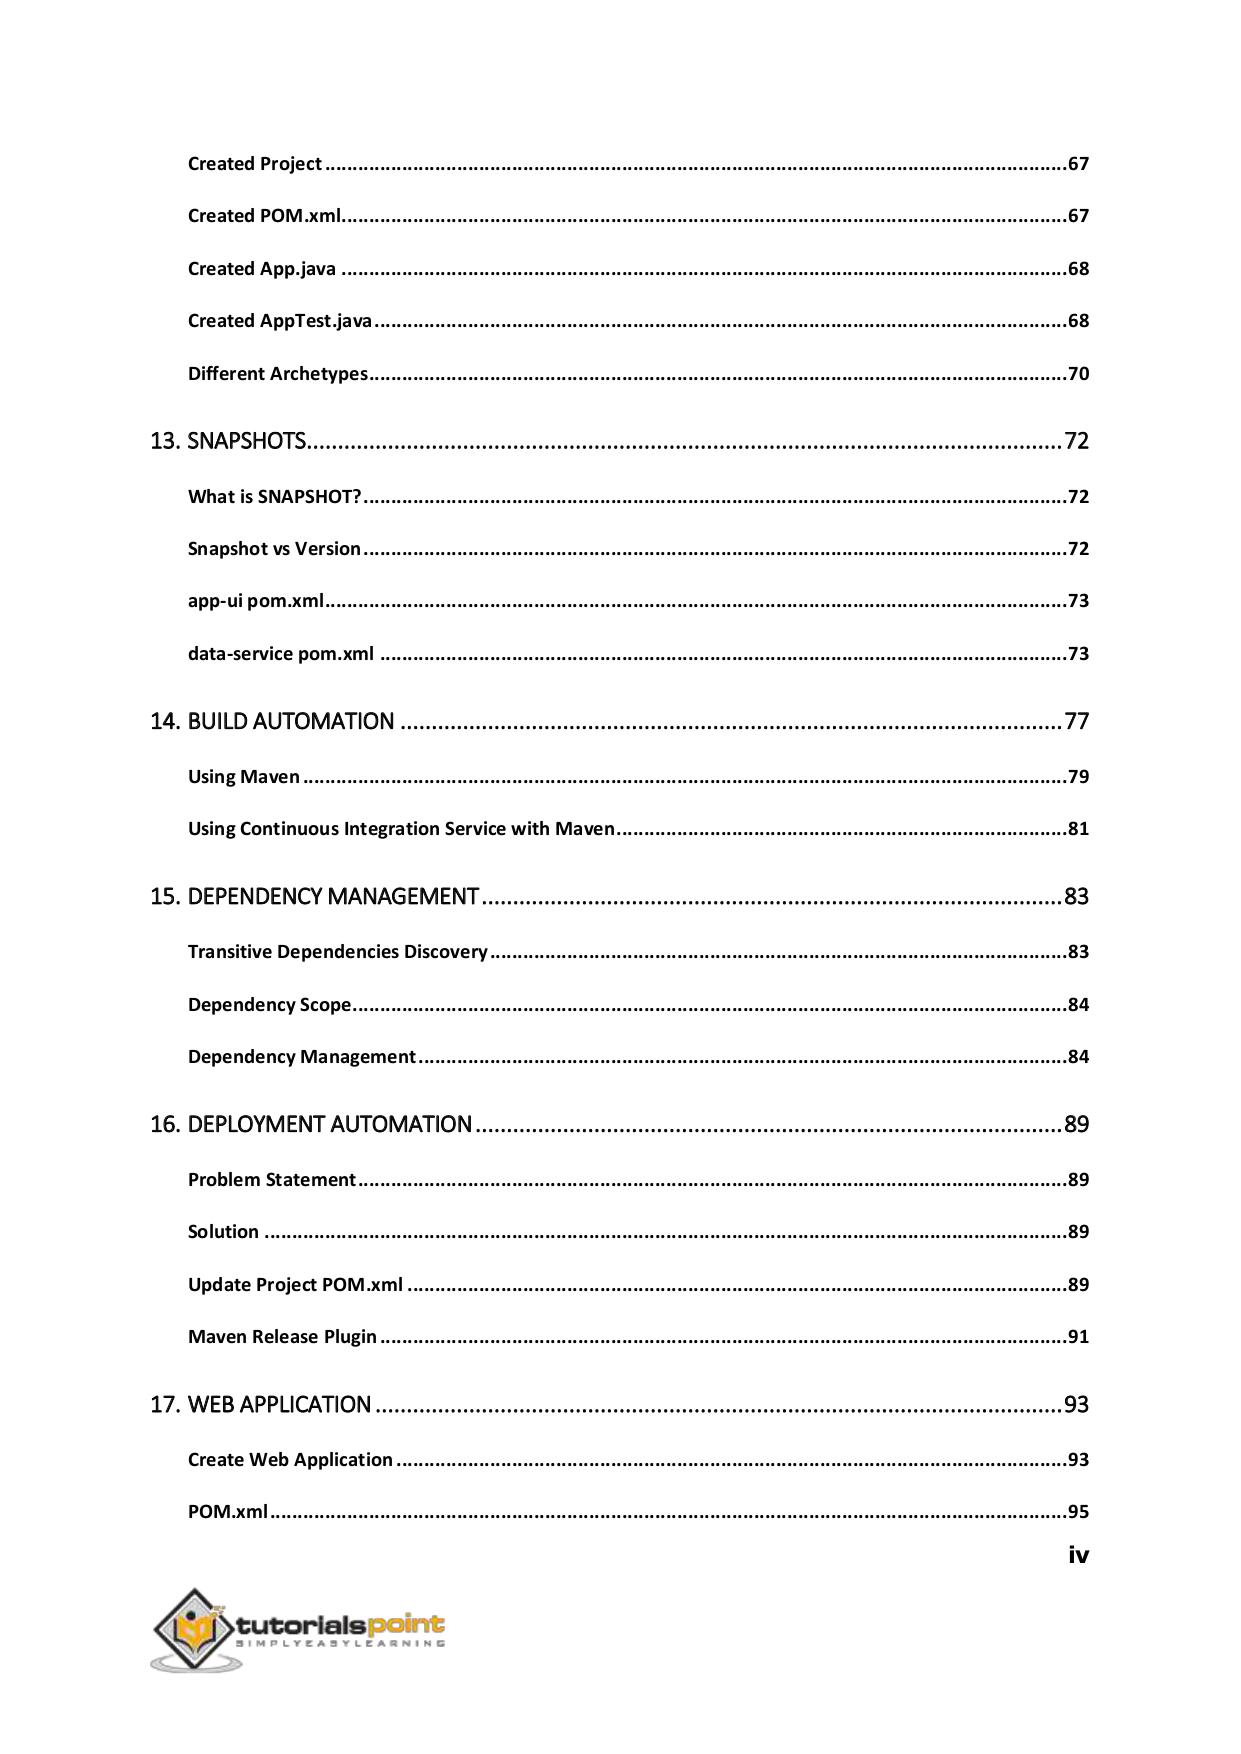 Created Project ........................................................................................................................................67
Created POM.xml.....................................................................................................................................67
Created App.java .....................................................................................................................................68
Created AppTest.java...............................................................................................................................68
Different Archetypes................................................................................................................................70
13. SNAPSHOTS.........................................................................................................................72
What is SNAPSHOT?.................................................................................................................................72
Snapshot vs Version.................................................................................................................................72
app-ui pom.xml........................................................................................................................................73
data-service pom.xml ..............................................................................................................................73
14. BUILD AUTOMATION ..........................................................................................................77
Using Maven ............................................................................................................................................79
Using Continuous Integration Service with Maven...................................................................................81
15. DEPENDENCY MANAGEMENT.............................................................................................83
Transitive Dependencies Discovery..........................................................................................................83
Dependency Scope...................................................................................................................................84
Dependency Management.......................................................................................................................84
16. DEPLOYMENT AUTOMATION..............................................................................................89
Problem Statement..................................................................................................................................89
Solution ...................................................................................................................................................89
Update Project POM.xml .........................................................................................................................89
Maven Release Plugin ..............................................................................................................................91
17. WEB APPLICATION..............................................................................................................93
Create Web Application ...........................................................................................................................93
POM.xml..................................................................................................................................................95
iv
tutorialspoint
SIMPLYEASYLEARNING